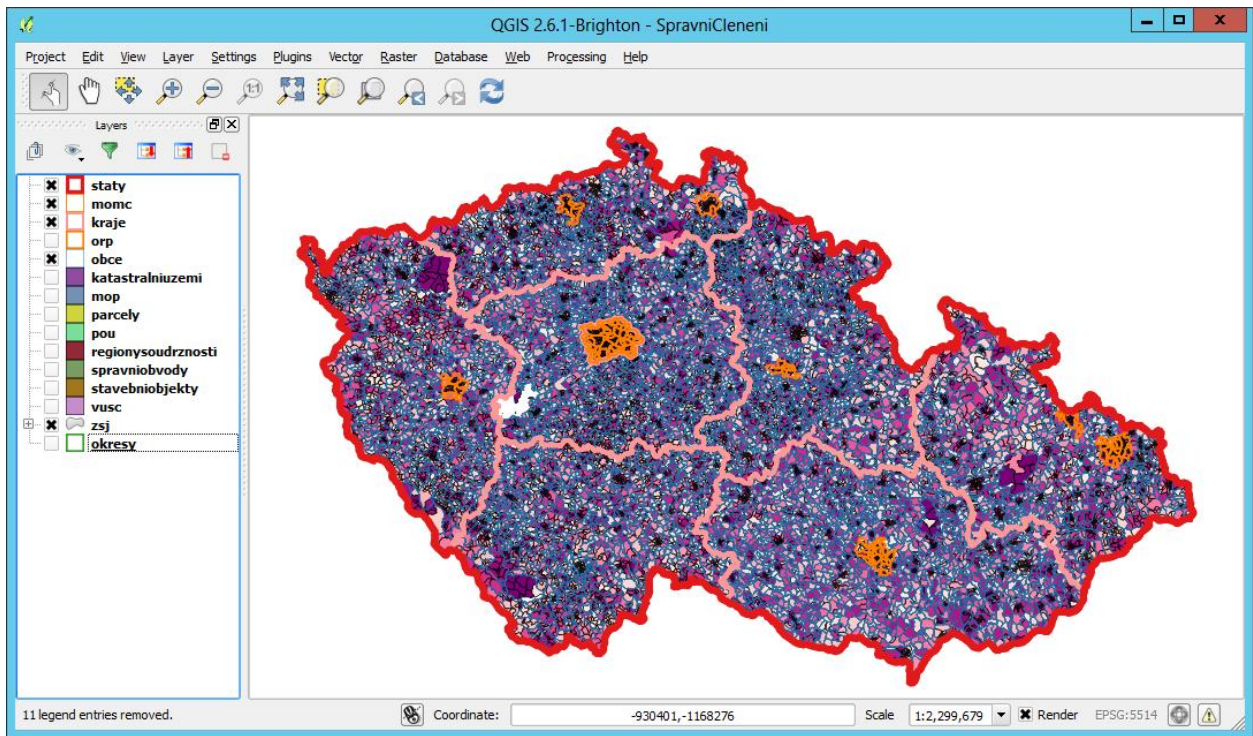 QGIS 2.6.1-Brighton - SpravniCleneni
Project Edit View Layer Settings Plugins Vector Raster Database Web Processing Help
1:1
Layers
staty
momc
kraje
orp
obce
katastralniuzemi
mop
parcely
pou
regionysoudrznosti
spravniobvody
stavebniobjekty
vusc
zsj
okresy
11 legend entries removed.
Coordinate:
-930401,-1168276
Scale
1:2,299,679
Render
EPSG:5514